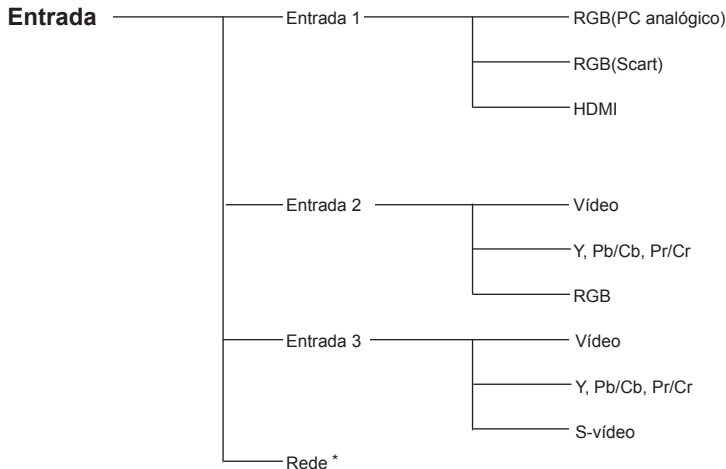 Entrada
Entrada 1
RGB(PC analógico)
RGB(Scart)
HDMI
Entrada 2
Vídeo
Y, Pb/Cb, Pr/Cr
RGB
Entrada 3
Vídeo
Y, Pb/Cb, Pr/Cr
S-vídeo
Rede *